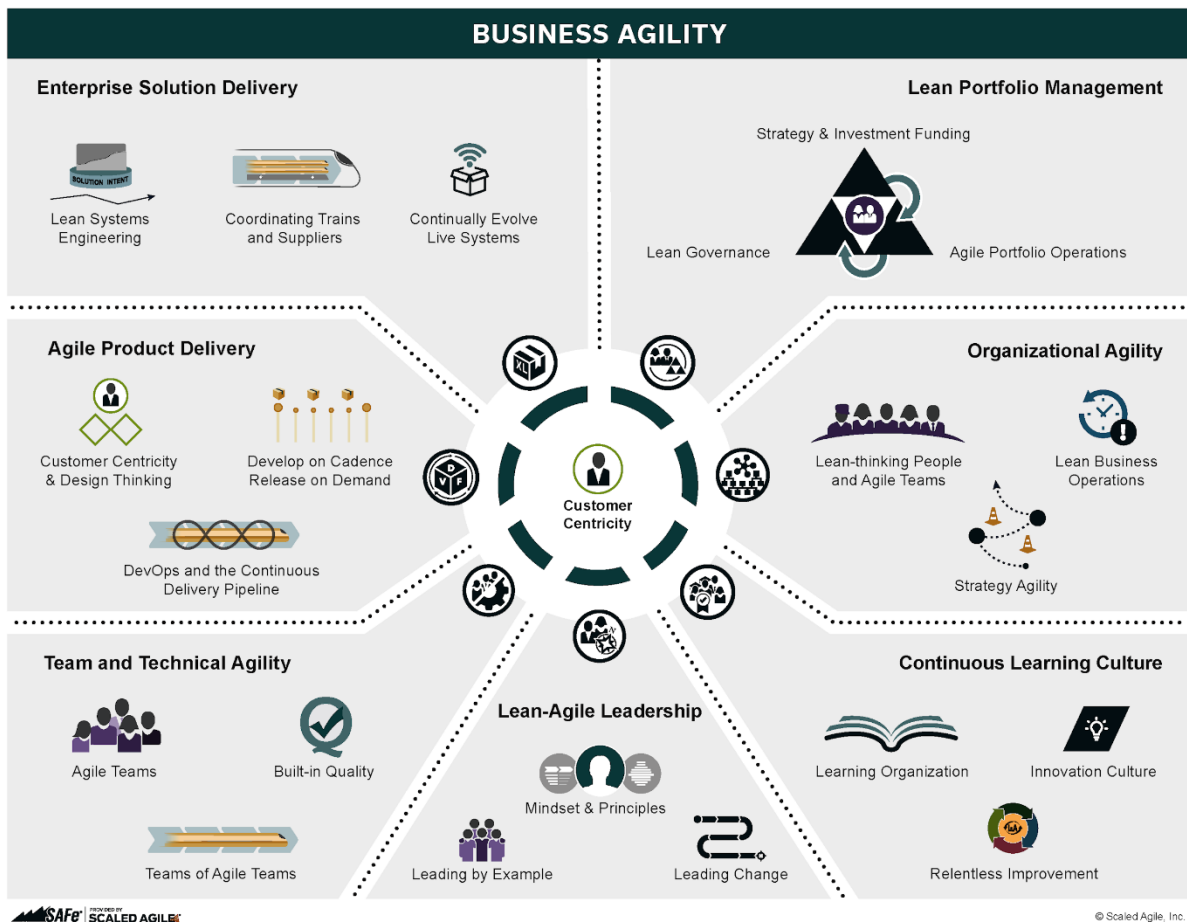 BUSINESS AGILITY
Enterprise Solution Delivery
SOLUTION INTENT
Lean Systems
Engineering
Coordinating Trains
and Suppliers
Continually Evolve
Live Systems
Lean Portfolio Management
Strategy & Investment Funding
Lean Governance
Agile Portfolio Operations
Agile Product Delivery
Customer Centricity
& Design Thinking
Develop on Cadence
Release on Demand
DevOps and the Continuous
Delivery Pipeline
XL
D
V F
Customer
Centricity
N
Organizational Agility
Lean-thinking People
and Agile Teams
Lean Business
Operations
!
Strategy Agility
Team and Technical Agility
Agile Teams
Built-in Quality
Teams of Agile Teams
Lean-Agile Leadership
Mindset & Principles
Leading by Example
Leading Change
Continuous Learning Culture
Learning Organization
Innovation Culture
Relentless Improvement
SAFe®
PROVIDED BY
SCALED AGILE
© Scaled Agile, Inc.